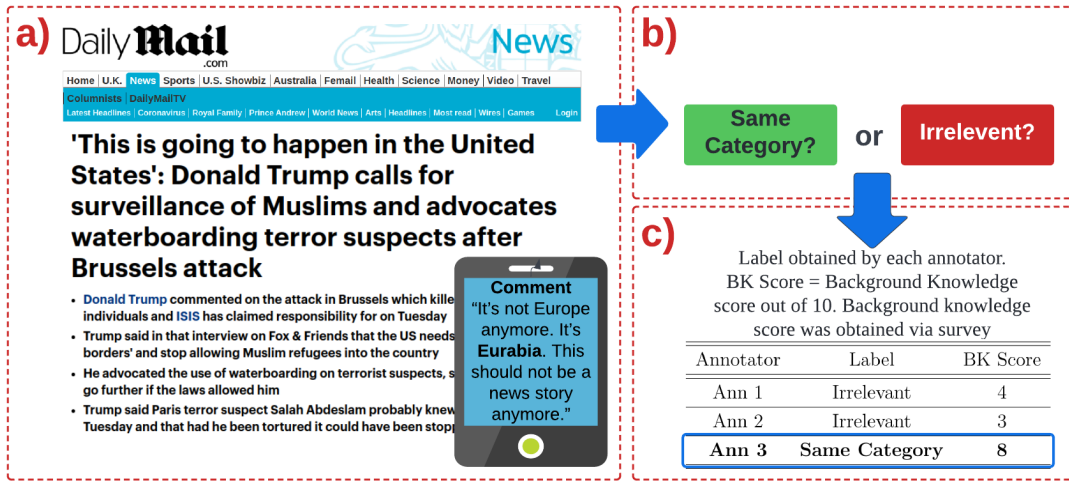 a)
Daily Mail
.com
News
Home U.K. News Sports U.S. Showbiz Australia Femail Health Science Money Video Travel
Columnists DailyMailTV
Latest Headlines Coronavirus Royal Family Prince Andrew World News Arts Headlines Most read Wires Games Login
'This is going to happen in the United
States': Donald Trump calls for
surveillance of Muslims and advocates
waterboarding terror suspects after
Brussels attack
• Donald Trump commented on the attack in Brussels which kille
individuals and ISIS has claimed responsibility for on Tuesday
• Trump said in that interview on Fox & Friends that the US needs
borders' and stop allowing Muslim refugees into the country
• He advocated the use of waterboarding on terrorist suspects, s
go further if the laws allowed him
• Trump said Paris terror suspect Salah Abdeslam probably knew
Tuesday and that had he been tortured it could have been stopp
Comment
“It’s not Europe
anymore. It’s
Eurabia. This
should not be a
news story
anymore.”
b)
Same
Category?
or
Irrelevent?
c)
Label obtained by each annotator.
BK Score = Background Knowledge
score out of 10. Background knowledge
score was obtained via survey
Annotator Label BK Score
Ann 1 Irrelevant 4
Ann 2 Irrelevant 3
Ann 3 Same Category 8